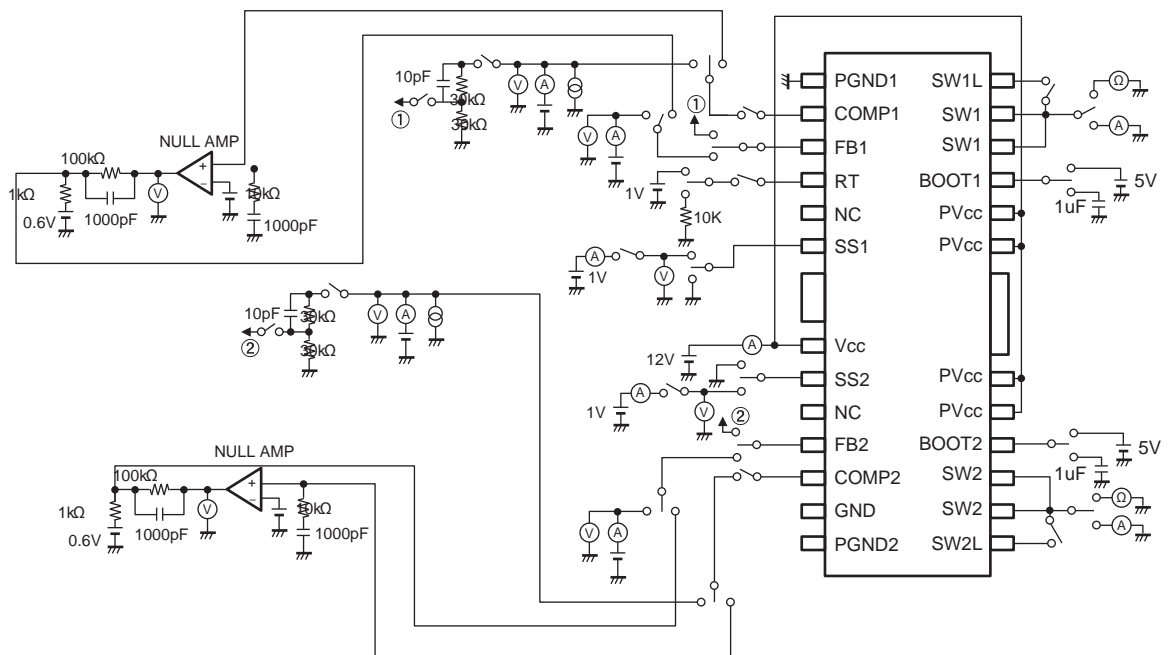 10pF
30kΩ
30kΩ
V
A
①
①
NULL AMP
100kΩ
1kΩ
0.6V
1000pF
V
10kΩ
1000pF
V
A
1V
10K
A
1V
V
10pF
30kΩ
30kΩ
②
V
A
A
12V
A
1V
V
②
NULL AMP
100kΩ
1kΩ
0.6V
1000pF
V
10kΩ
1000pF
V
A
PGND1
COMP1
FB1
RT
NC
SS1
Vcc
SS2
NC
FB2
COMP2
GND
PGND2
SW1L
SW1
SW1
BOOT1
PVcc
PVcc
PVcc
PVcc
BOOT2
SW2
SW2
SW2L
Ω
A
5V
1uF
5V
1uF
Ω
A